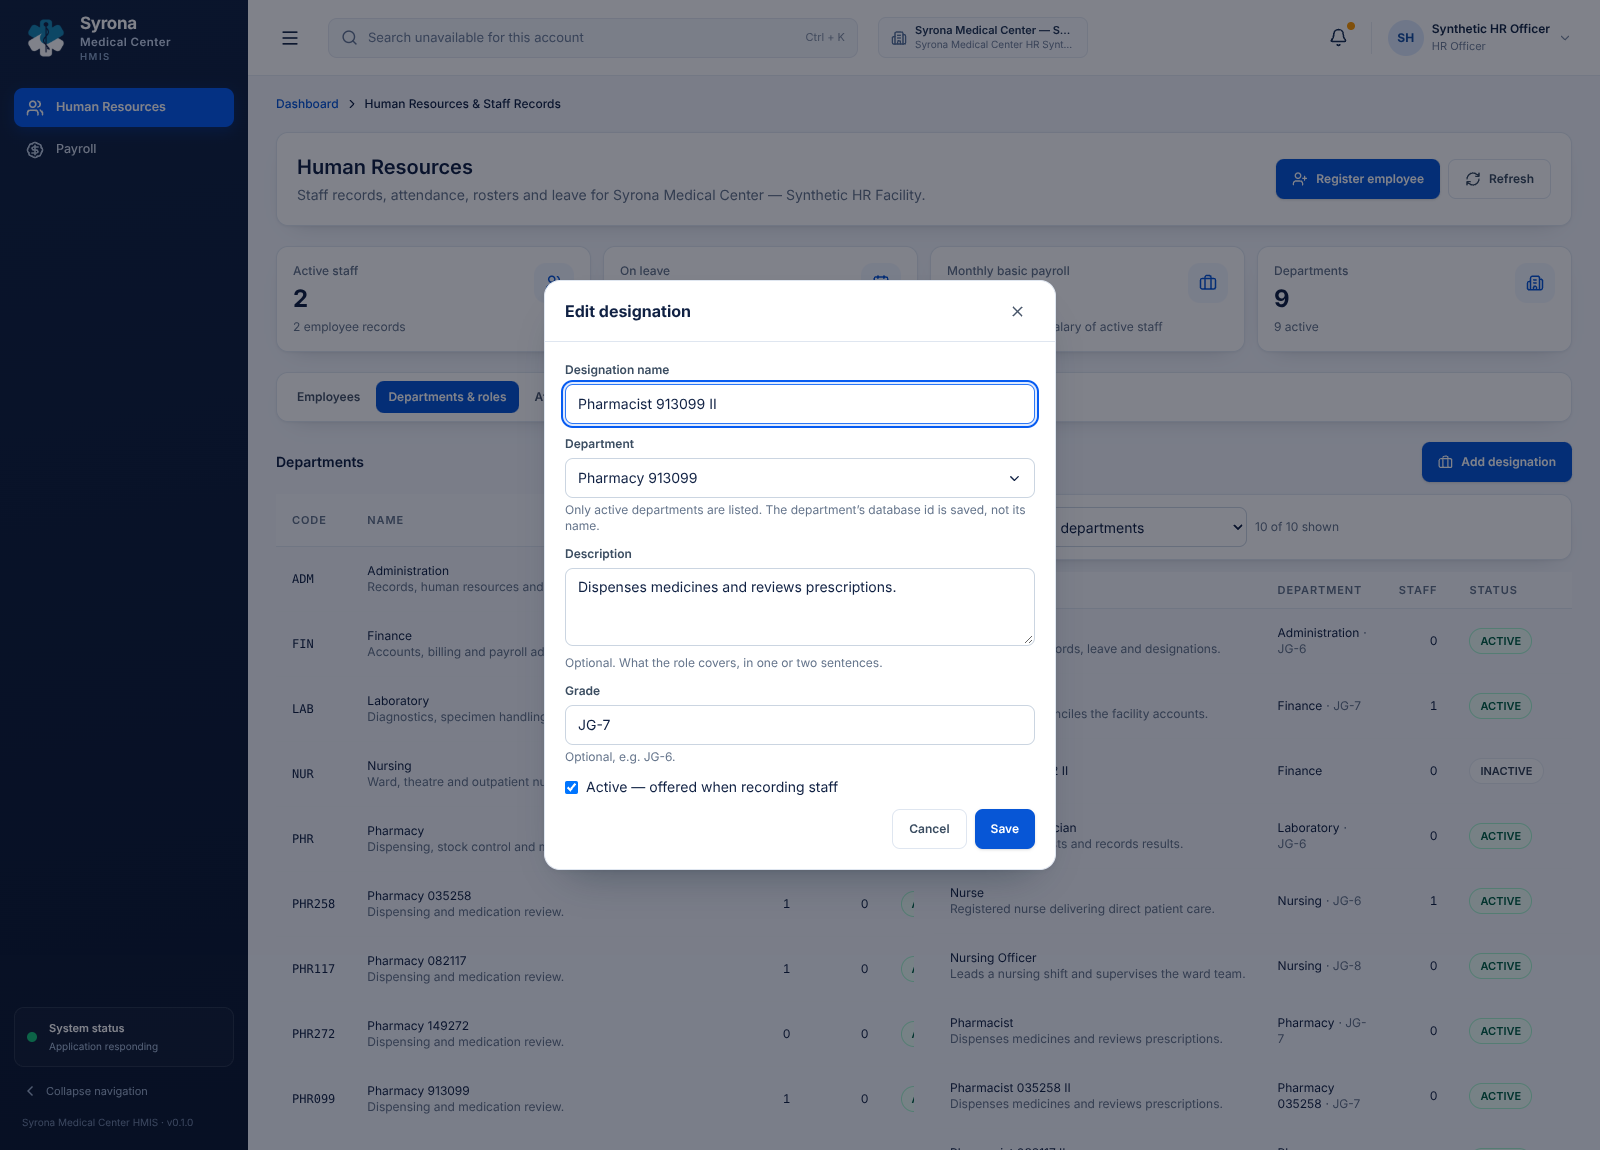 Syrona
Medical Center
HMIS
Human Resources
Payroll
System status
Application responding
Collapse navigation
Syrona Medical Center HMIS · v0.1.0
Search unavailable for this account
Ctrl + K
Syrona Medical Center — S...
Syrona Medical Center HR Synt...
SH
Synthetic HR Officer
HR Officer
Dashboard
Human Resources & Staff Records
Human Resources
Staff records, attendance, rosters and leave for Syrona Medical Center — Synthetic HR Facility.
Register employee
Refresh
Active staff
2
2 employee records
On leave
Monthly basic payroll
alary of active staff
Departments
9
9 active
Employees
Departments & roles
Departments
Add designation
CODE
NAME
ADM
Administration
Records, human resources and
FIN
Finance
Accounts, billing and payroll ad
LAB
Laboratory
Diagnostics, specimen handling
NUR
Nursing
Ward, theatre and outpatient nu
PHR
Pharmacy
Dispensing, stock control and m
PHR258
Pharmacy 035258
Dispensing and medication review.
1
0
PHR117
Pharmacy 082117
Dispensing and medication review.
1
0
PHR272
Pharmacy 149272
Dispensing and medication review.
0
0
PHR099
Pharmacy 913099
Dispensing and medication review.
1
0
departments
10 of 10 shown
DEPARTMENT
STAFF
STATUS
ords, leave and designations.
Administration ·
JG-6
0
ACTIVE
nciles the facility accounts.
Finance · JG-7
1
ACTIVE
II
Finance
0
INACTIVE
cian
ts and records results.
Laboratory ·
JG-6
0
ACTIVE
Nurse
Registered nurse delivering direct patient care.
Nursing · JG-6
1
ACTIVE
Nursing Officer
Leads a nursing shift and supervises the ward team.
Nursing · JG-8
0
ACTIVE
Pharmacist
Dispenses medicines and reviews prescriptions.
Pharmacy · JG-
7
0
ACTIVE
Pharmacist 035258 II
Dispenses medicines and reviews prescriptions.
Pharmacy
035258 · JG-7
0
ACTIVE
Edit designation
Designation name
Pharmacist 913099 II
Department
Pharmacy 913099
Only active departments are listed. The department’s database id is saved, not its
name.
Description
Dispenses medicines and reviews prescriptions.
Optional. What the role covers, in one or two sentences.
Grade
JG-7
Optional, e.g. JG-6.
Active — offered when recording staff
Cancel
Save